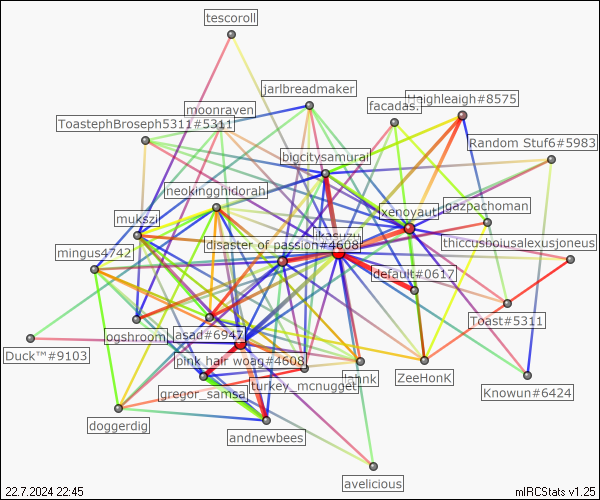 tescoroll
jarlbreadmaker
Haighleaigh#8575
moonraven
facadas.
ToastephBroseph5311#5311
Random Stuf6#5983
bigcitysamurai
neokingghidorah
xenoyaut
gazpachoman
mukszi
ikasuzu
disaster of passion#4608
thiccusboiusalexusjoneus
mingus4742
default#0617
ogshroom
asad#6947
Toast#5311
Duck™#9103
pink hair woag#4608
turkey_mcnugget
jahnk
ZeeHonK
gregor_samsa
Knowun#6424
doggerdig
andnewbees
avelicious
22.7.2024 22:45
mIRCStats v1.25